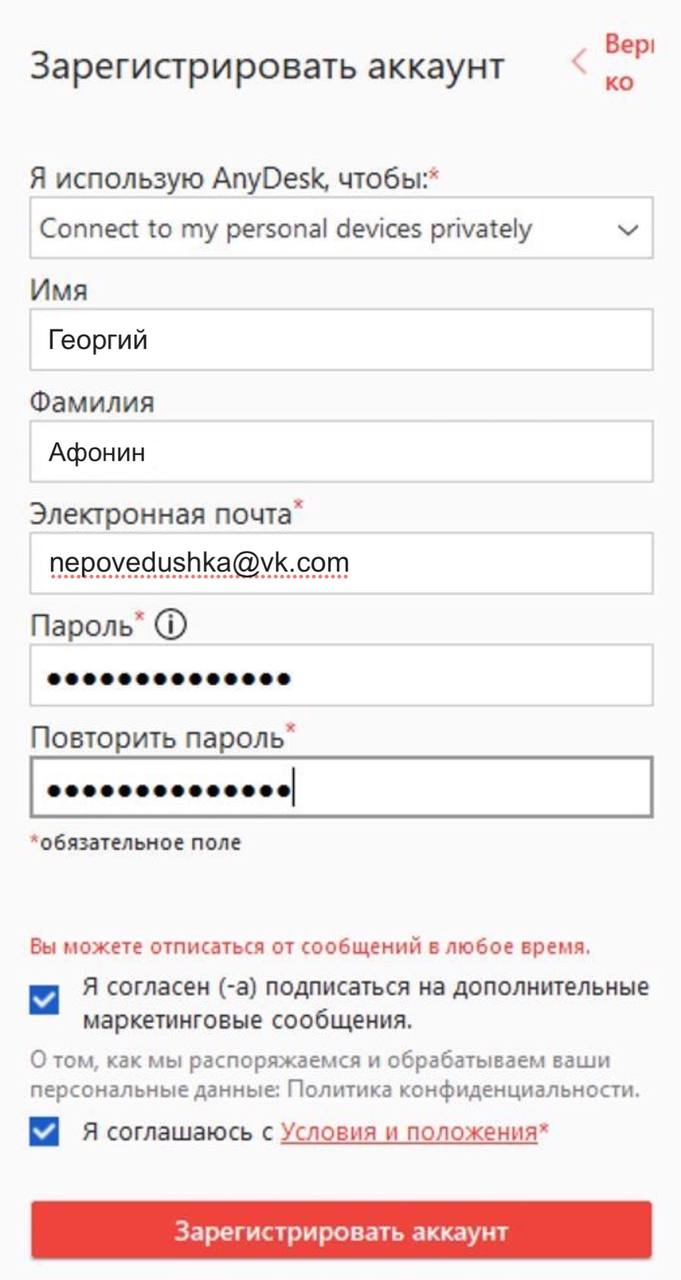 Зарегистрировать аккаунт
ко
Я использую AnyDesk, чтобы:*
Connect to my personal devices privately
Имя
Георгий
Фамилия
Афонин
Электронная почта*
nepovedushka@vk.com
Пароль* ⓘ
••••••••••••••
Повторить пароль*
••••••••••••••
*обязательное поле
Вы можете отписаться от сообщений в любое время.
Я согласен (-а) подписаться на дополнительные
маркетинговые сообщения.
О том, как мы распоряжаемся и обрабатываем ваши
персональные данные: Политика конфиденциальности.
Я соглашаюсь с Условия и положения*
Зарегистрировать аккаунт